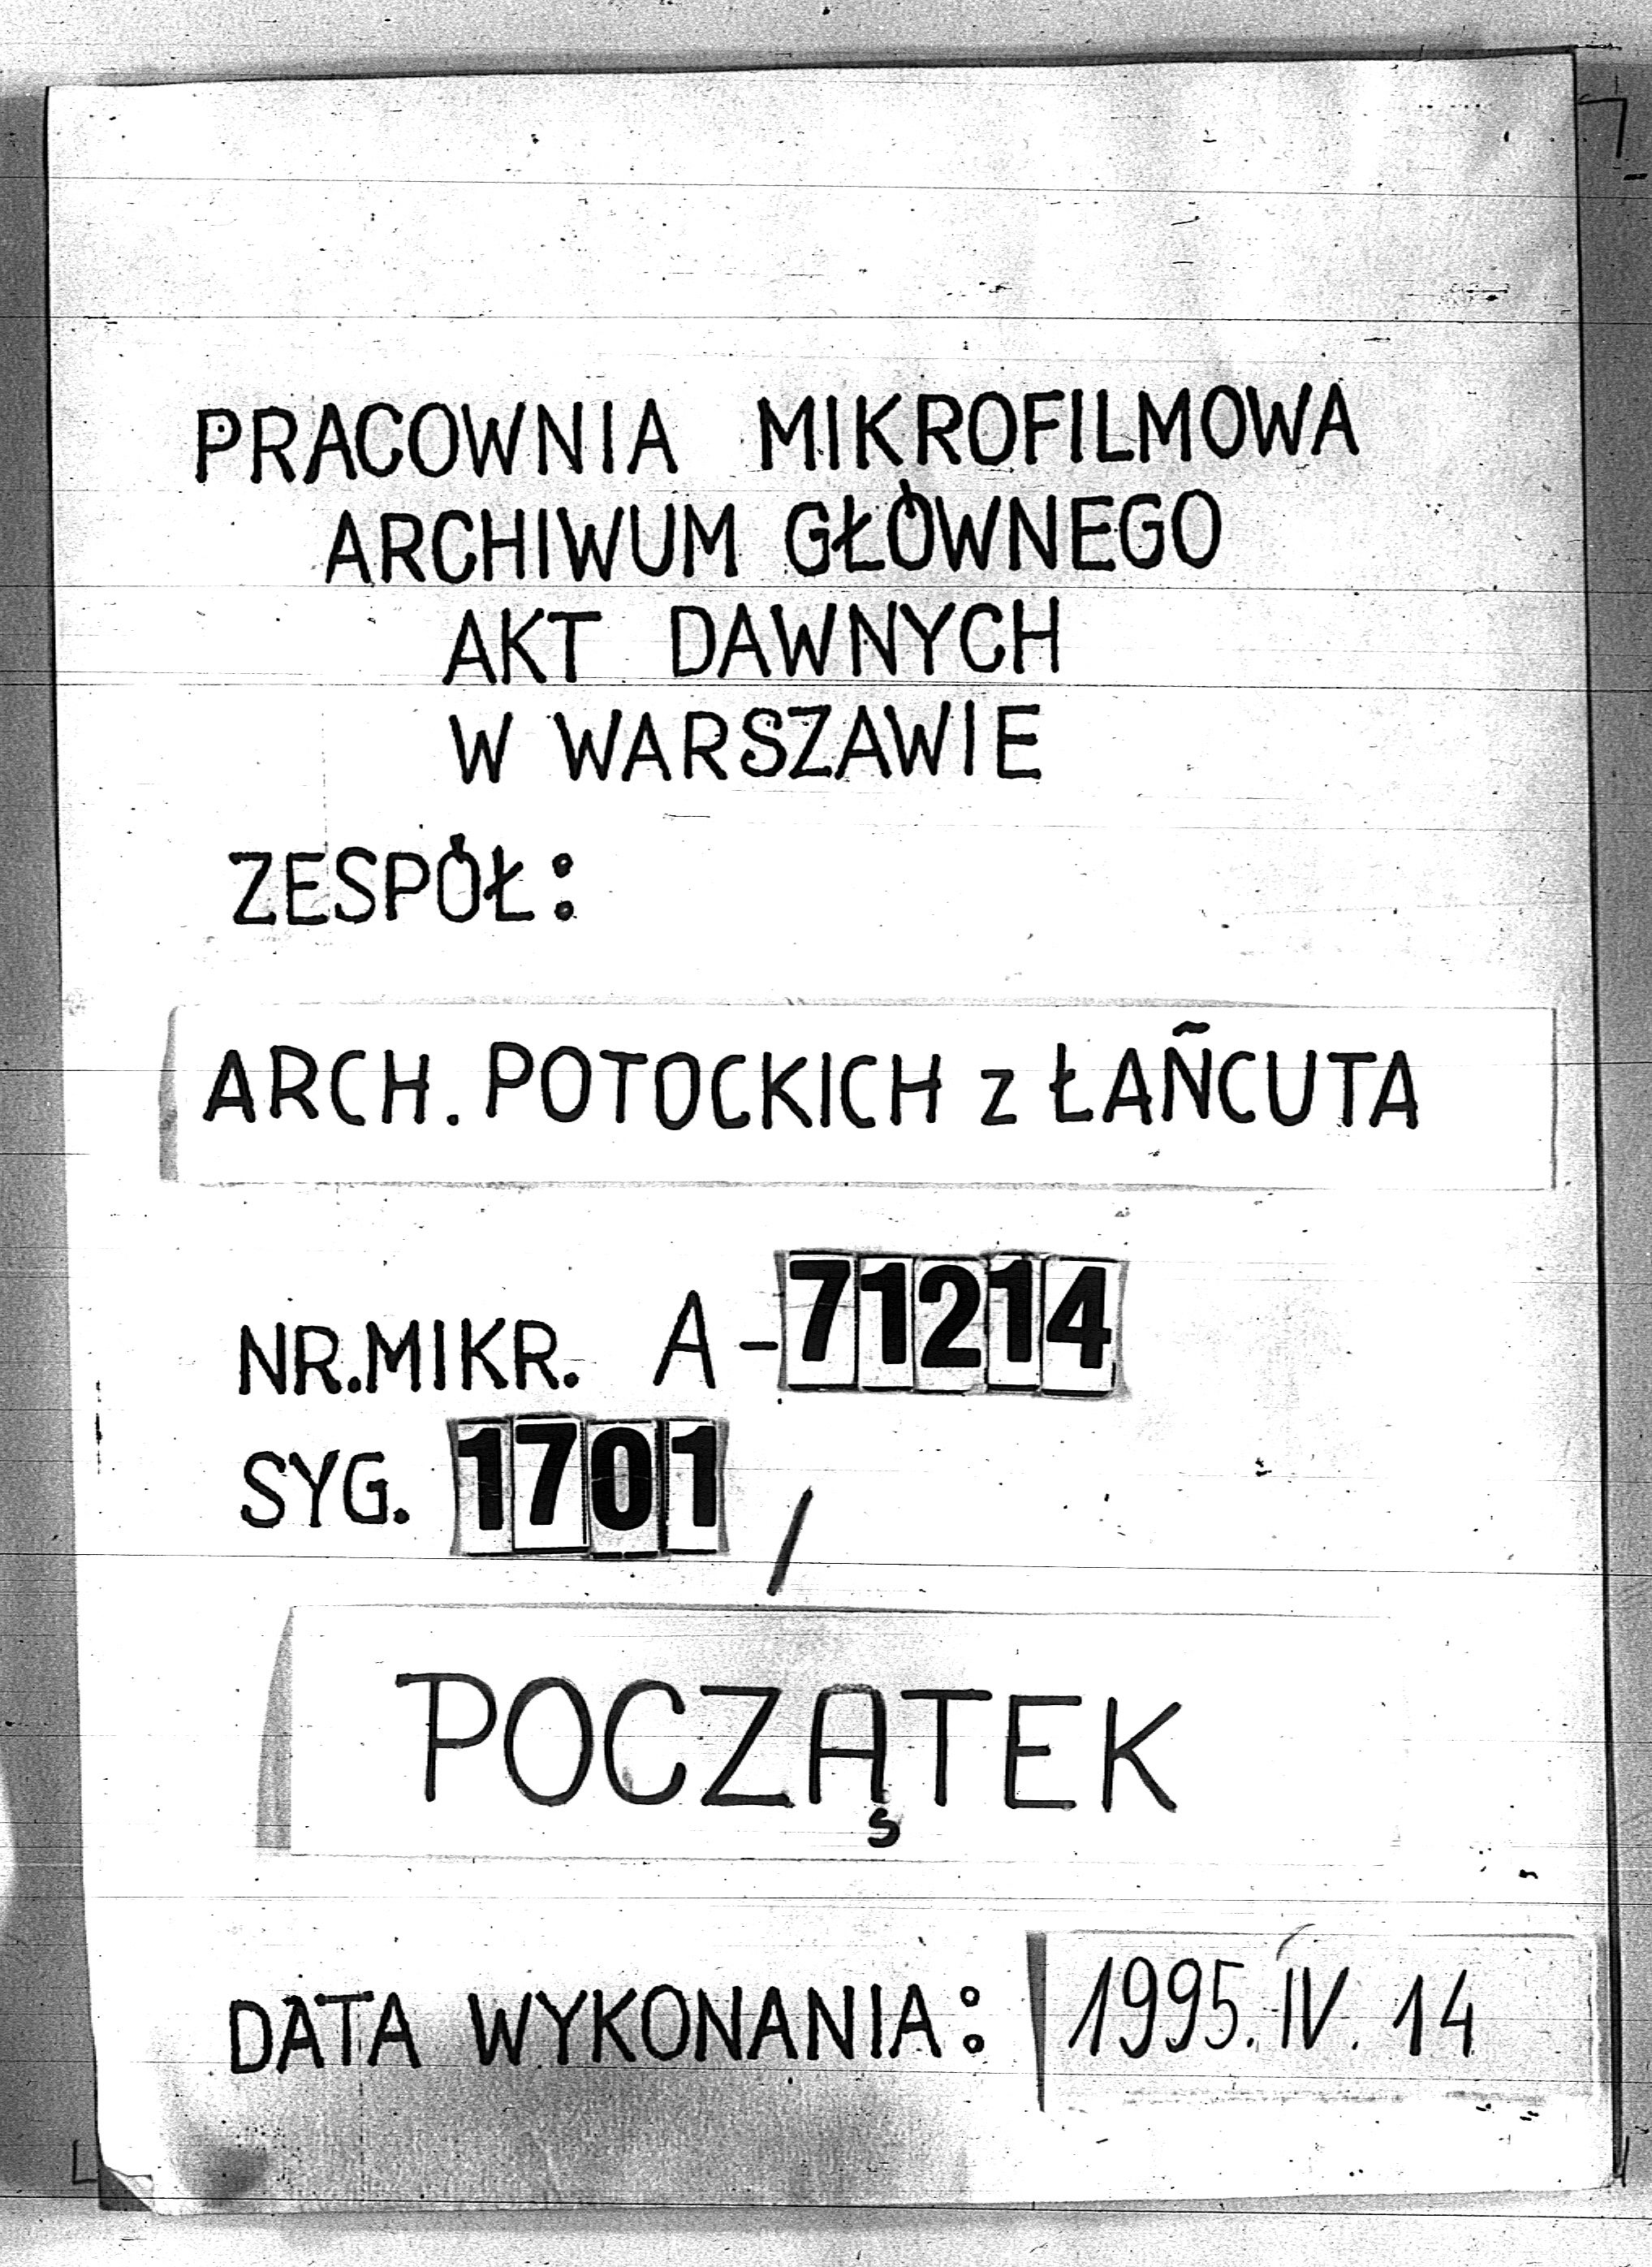 PRACOWNIA MIKROFILMOWA
ARCHIWUM GŁÓWNEGO
AKT DAWNYCH
W WARSZAWIE
ZESPÓŁ:
ARCH. POTOCKICH z ŁAÑCUTA
NR.MIKR. A-71214
SYG. 1701/
POCZĄTEK
DATA WYKONANIA: 1995.IV.14